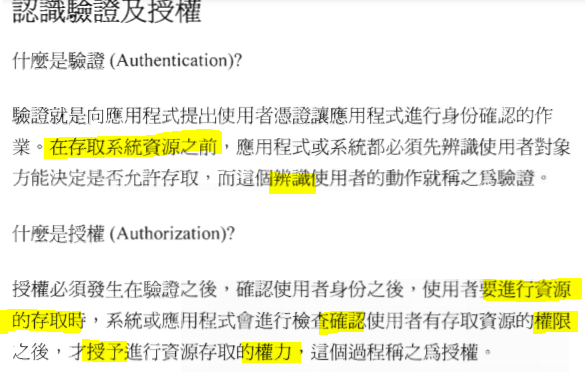 認識驗證及授權
什麼是驗證 (Authentication)?
驗證就是向應用程式提出使用者憑證讓應用程式進行身份確認的作
業。在存取系統資源之前，應用程式或系統都必須先辨識使用者對象
方能決定是否允許存取，而這個辨識使用者的動作就稱之為驗證。
什麼是授權 (Authorization)?
授權必須發生在驗證之後，確認使用者身份之後，使用者要進行資源
的存取時，系統或應用程式會進行檢查確認使用者有存取資源的權限
之後，才授予進行資源存取的權力，這個過程稱之為授權。